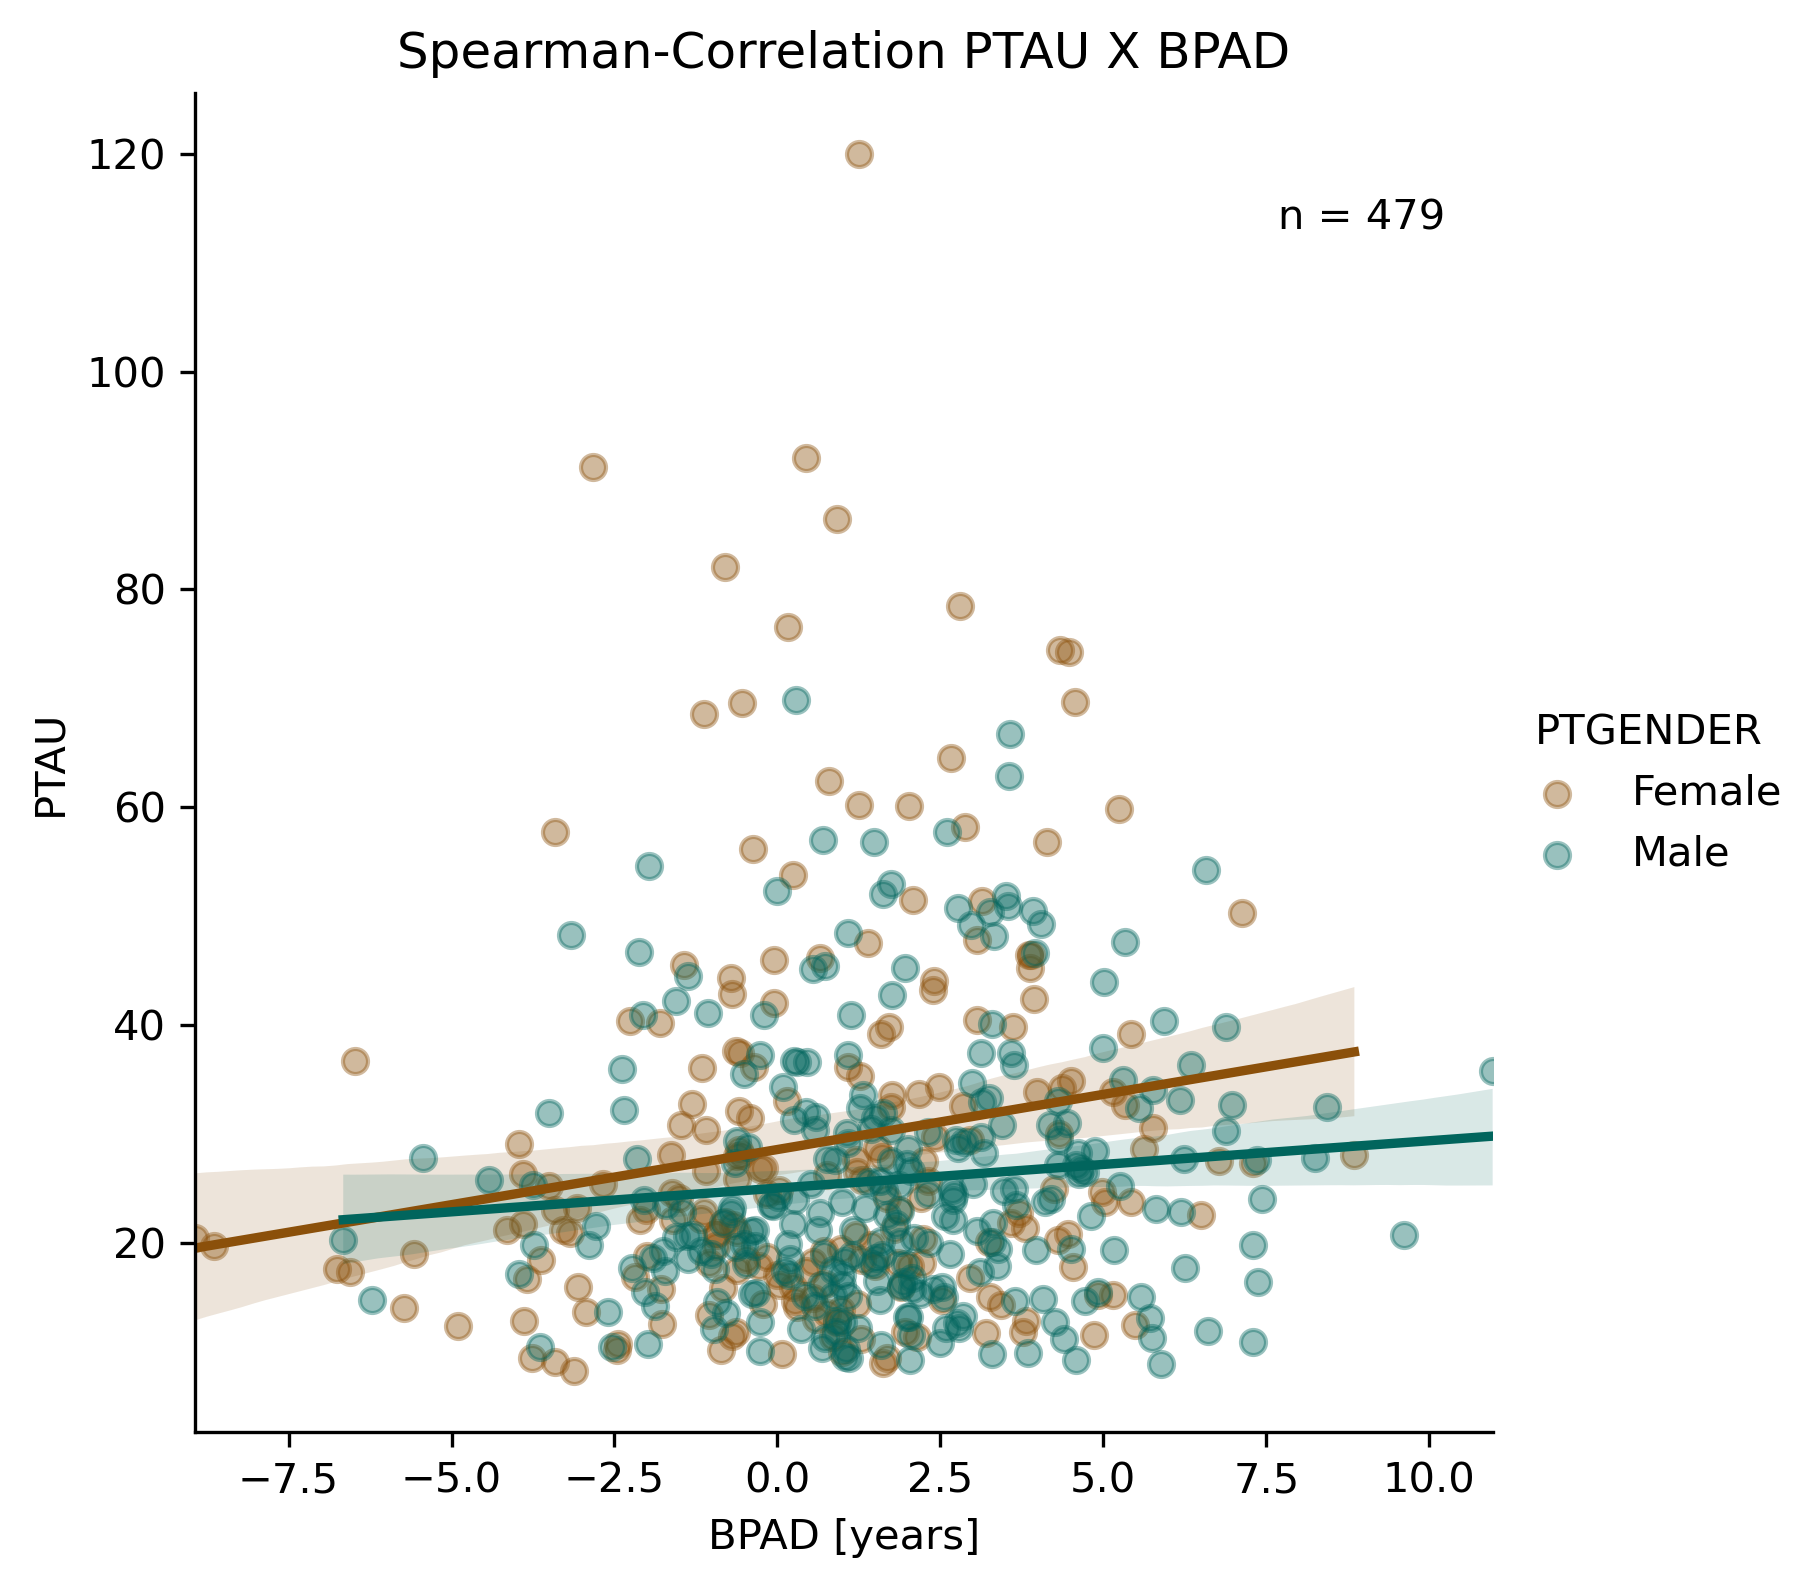 Spearman-Correlation PTAU X BPAD
120
n = 479
100
80
PTGENDER
PTAU
Female
60
Male
40
20
−7.5 −5.0 −2.5 0.0 2.5 5.0 7.5 10.0
BPAD [years]